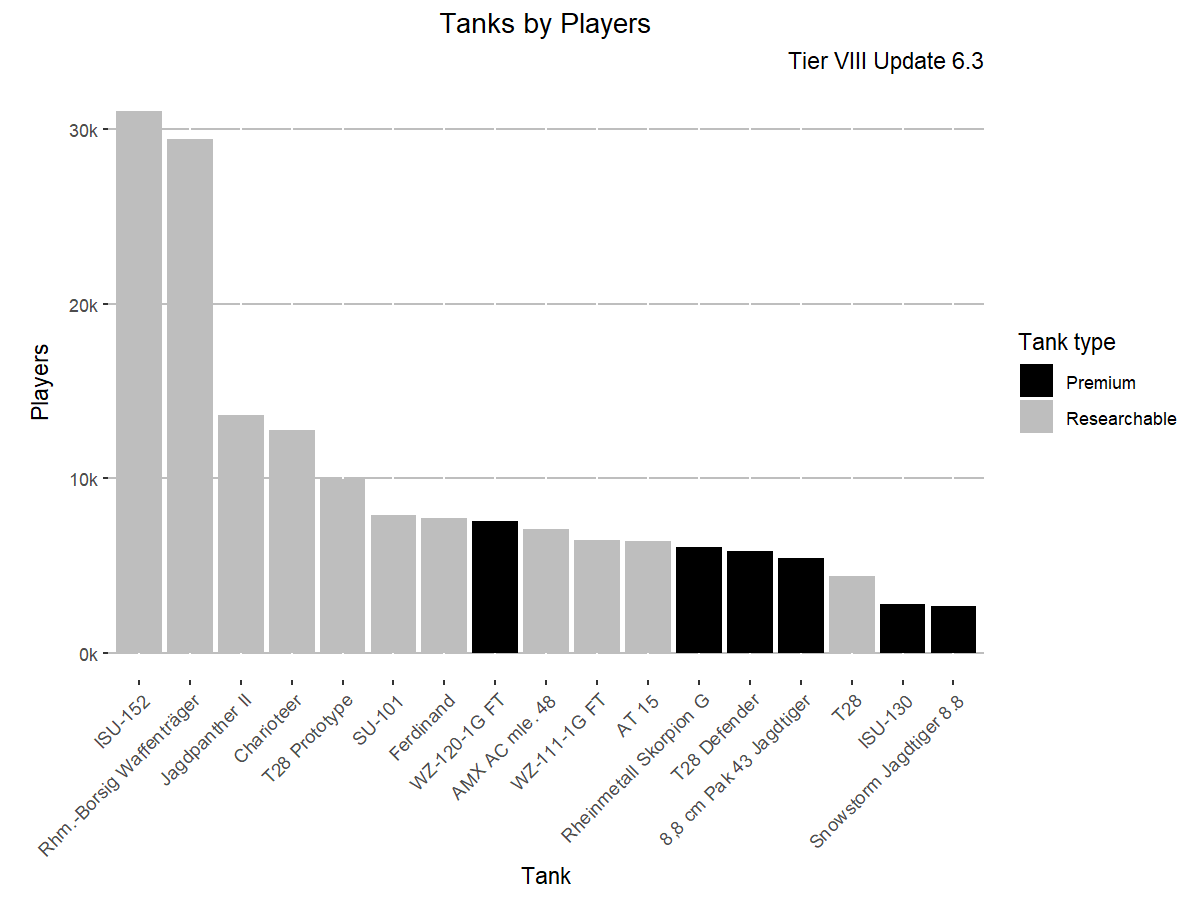 Tanks by Players
Tier VIII Update 6.3
Players
30k
20k
10k
0k
ISU-152
Rhm.-Borsig Waffenträger
Jagdpanther II
Charioteer
T28 Prototype
SU-101
Ferdinand
WZ-120-1G FT
AMX AC mle. 48
WZ-111-1G FT
AT 15
Rheinmetall Skorpion G
T28 Defender
8,8 cm Pak 43 Jagdtiger
T28
ISU-130
Snowstorm Jagdtiger 8.8
Tank
Tank type
Premium
Researchable